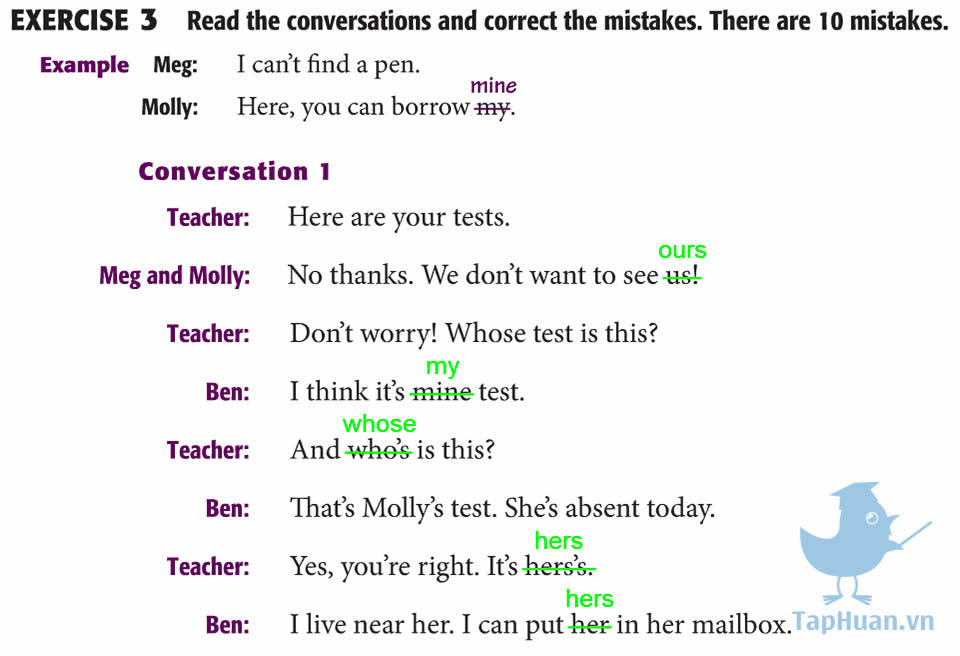 EXERCISE 3 Read the conversations and correct the mistakes. There are 10 mistakes.
Example Meg: I can't find a pen.
mine
Molly: Here, you can borrow my.
Conversation 1
Teacher: Here are your tests.
ours
Meg and Molly: No thanks. We don't want to see us!
Teacher: Don't worry! Whose test is this?
my
Ben: I think it's mine test.
whose
Teacher: And who's is this?
Ben: That's Molly's test. She's absent today.
hers
Teacher: Yes, you're right. It's hers's.
hers
Ben: I live near her. I can put her in her mailbox.
TapHuan.vn